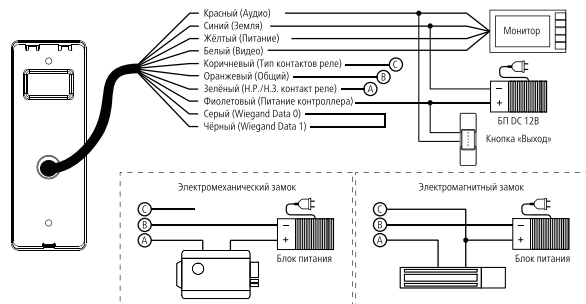 Красный (Аудио)
Синий (Земля)
Жёлтый (Питание)
Белый (Видео)
Коричневый (Тип контактов реле)
C
Оранжевый (Общий)
B
Зелёный (Н.Р./Н.З. контакт реле)
A
Фиолетовый (Питание контроллера)
Серый (Wiegand Data 0)
Чёрный (Wiegand Data 1)
Монитор
− +
БП DC 12В
Кнопка «Выход»
Электромеханический замок
C
B
A
− +
Блок питания
Электромагнитный замок
C
B
A
− +
Блок питания